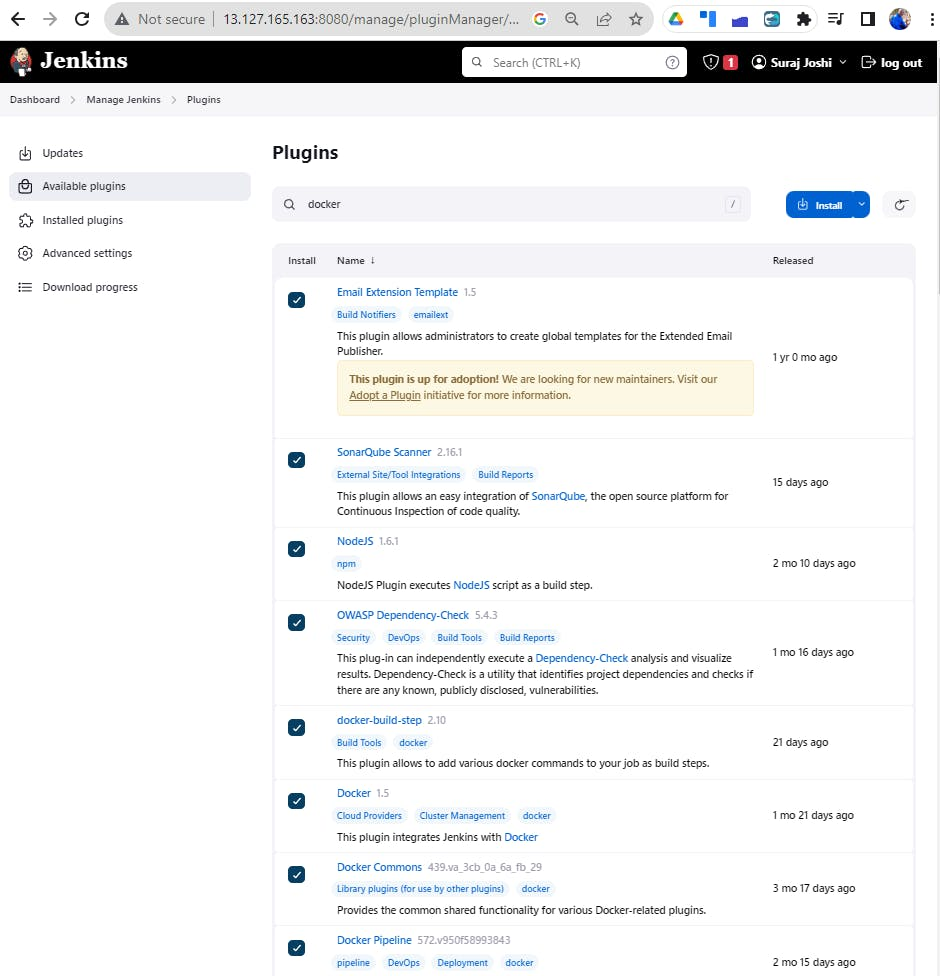 Not secure 13.127.165.163:8080/manage/pluginManager/...
Jenkins
Search (CTRL+K)
?
1
Suraj Joshi
log out
Dashboard > Manage Jenkins > Plugins
Updates
Available plugins
Installed plugins
Advanced settings
Download progress
Plugins
docker
/
Install
Install Name ↓ Released
Email Extension Template 1.5
Build Notifiers emailext
This plugin allows administrators to create global templates for the Extended Email
Publisher.
This plugin is up for adoption! We are looking for new maintainers. Visit our
Adopt a Plugin initiative for more information.
1 yr 0 mo ago
SonarQube Scanner 2.16.1
External Site/Tool Integrations Build Reports
This plugin allows an easy integration of SonarQube, the open source platform for
Continuous Inspection of code quality.
15 days ago
NodeJS 1.6.1
npm
NodeJS Plugin executes NodeJS script as a build step.
2 mo 10 days ago
OWASP Dependency-Check 5.4.3
Security DevOps Build Tools Build Reports
This plug-in can independently execute a Dependency-Check analysis and visualize
results. Dependency-Check is a utility that identifies project dependencies and checks if
there are any known, publicly disclosed, vulnerabilities.
1 mo 16 days ago
docker-build-step 2.10
Build Tools docker
This plugin allows to add various docker commands to your job as build steps.
21 days ago
Docker 1.5
Cloud Providers Cluster Management docker
This plugin integrates Jenkins with Docker
1 mo 21 days ago
Docker Commons 439.va_3cb_0a_6a_fb_29
Library plugins (for use by other plugins) docker
Provides the common shared functionality for various Docker-related plugins.
3 mo 17 days ago
Docker Pipeline 572.v950f58993843
pipeline DevOps Deployment docker
2 mo 15 days ago